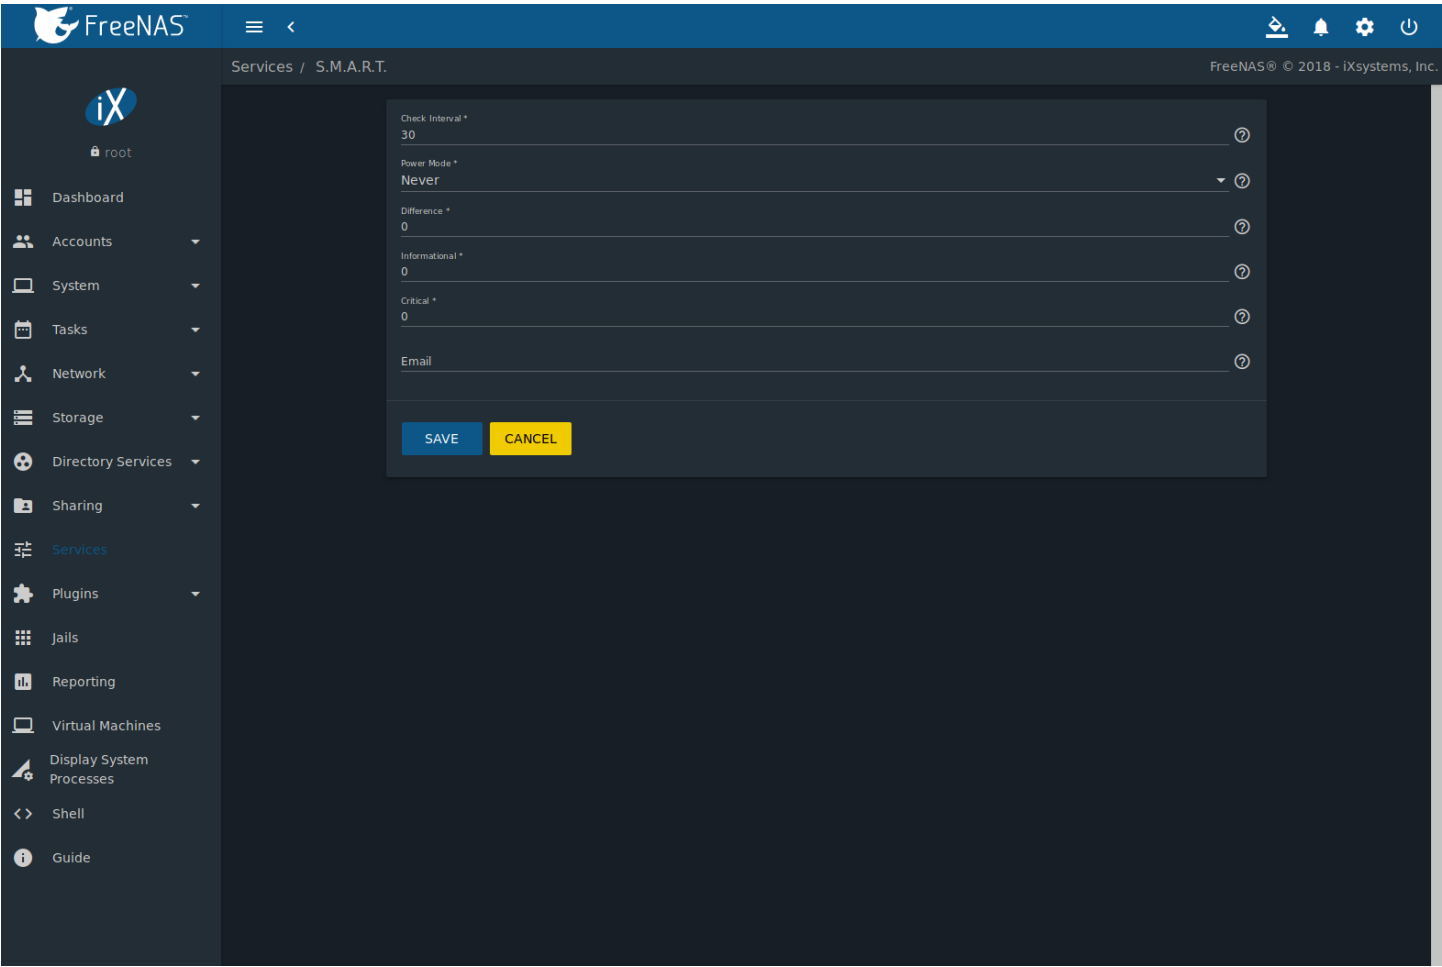 FreeNAS®
Services / S.M.A.R.T.
FreeNAS® © 2018 - iXsystems, Inc.
iX
root
Dashboard
Accounts
System
Tasks
Network
Storage
Directory Services
Sharing
Services
Plugins
Jails
Reporting
Virtual Machines
Display System
Processes
Shell
Guide
Check Interval *
30
Power Mode *
Never
Difference *
0
Informational *
0
Critical *
0
Email
SAVE
CANCEL